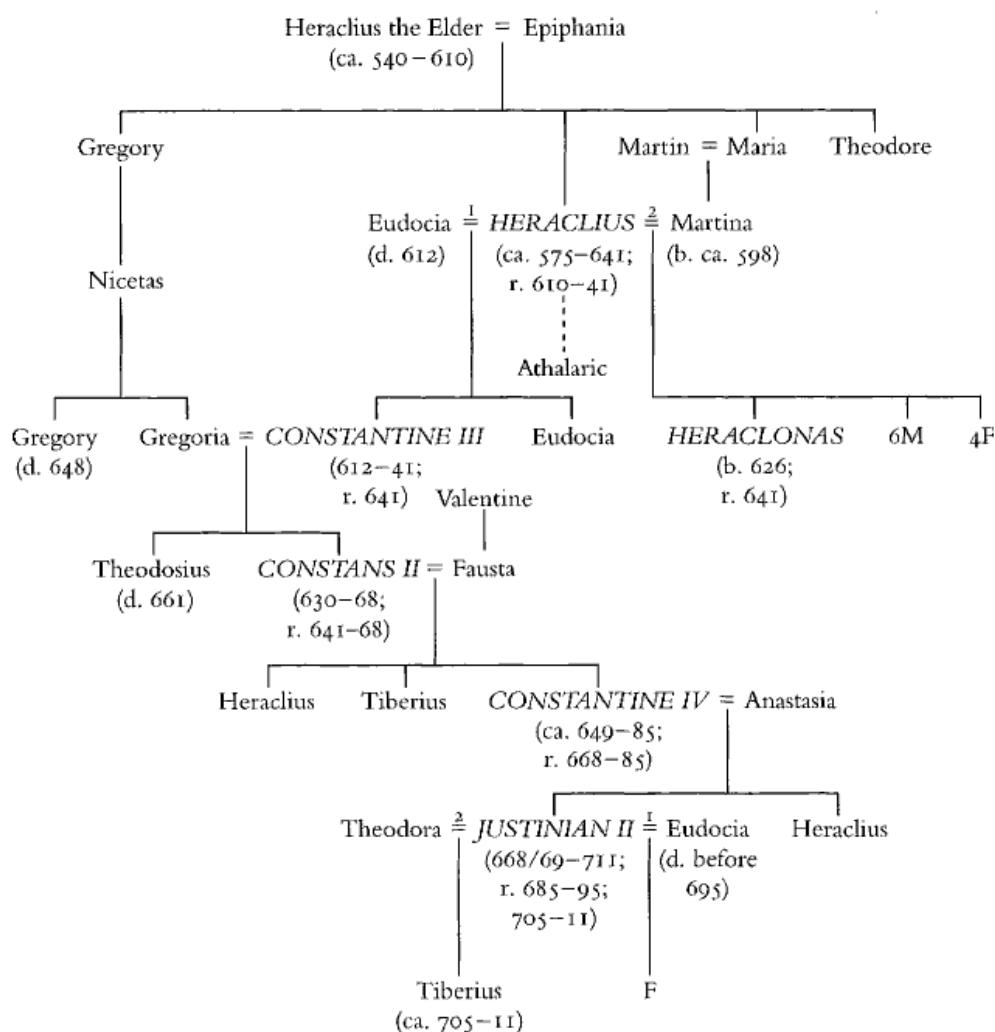 Heraclius the Elder = Epiphania
(ca. 540–610)
Gregory
Martin = Maria
Theodore
Eudocia 1= HERACLIUS 2= Martina
(d. 612)
(ca. 575–641;
(b. ca. 598)
r. 610–41)
Nicetas
Athalaric
Gregory
Gregoria = CONSTANTINE III
Eudocia
HERACLONAS
6M
4F
(d. 648)
(612–41;
(b. 626;
r. 641)
r. 641)
Valentine
Theodosius
CONSTANS II = Fausta
(d. 661)
(630–68;
r. 641–68)
Heraclius
Tiberius
CONSTANTINE IV = Anastasia
(ca. 649–85;
r. 668–85)
Theodora 2= JUSTINIAN II 1= Eudocia
Heraclius
(668/69–711;
(d. before
r. 685–95;
695)
705–11)
Tiberius
F
(ca. 705–11)